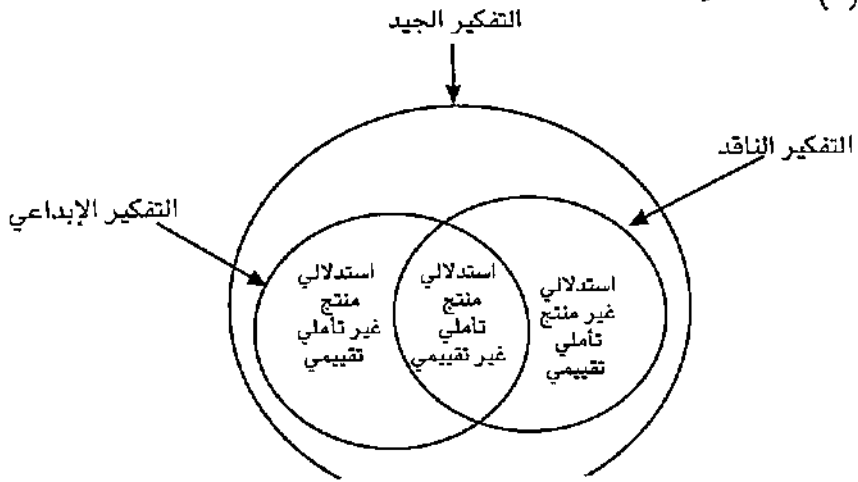 التفكير الجيد
التفكير الناقد
التفكير الإبداعي
استدلالي
غير منتج
تأملي
تقييمي
استدلالي
منتج
تأملي
غير تقييمي
استدلالي
منتج
غير تأملي
تقييمي